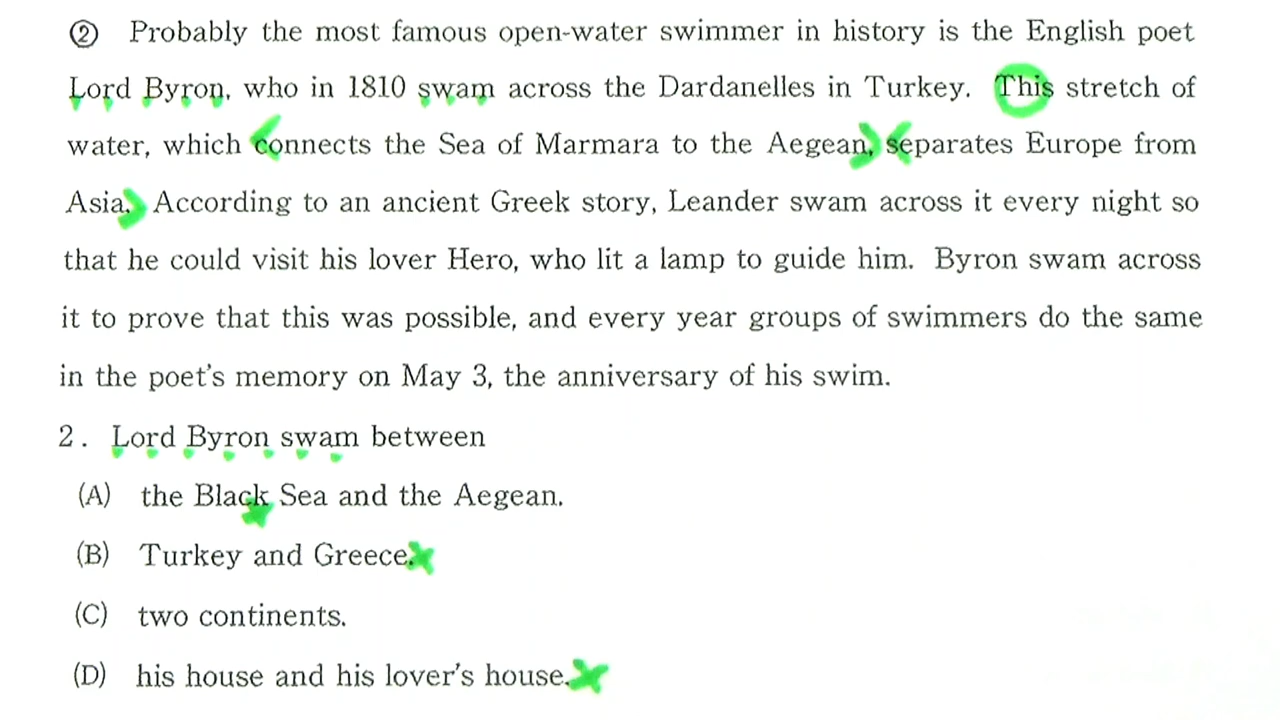 ② Probably the most famous open-water swimmer in history is the English poet
Lord Byron, who in 1810 swam across the Dardanelles in Turkey. This stretch of
water, which connects the Sea of Marmara to the Aegean, separates Europe from
Asia. According to an ancient Greek story, Leander swam across it every night so
that he could visit his lover Hero, who lit a lamp to guide him. Byron swam across
it to prove that this was possible, and every year groups of swimmers do the same
in the poet's memory on May 3, the anniversary of his swim.
2. Lord Byron swam between
(A) the Black Sea and the Aegean.
(B) Turkey and Greece.
(C) two continents.
(D) his house and his lover's house.